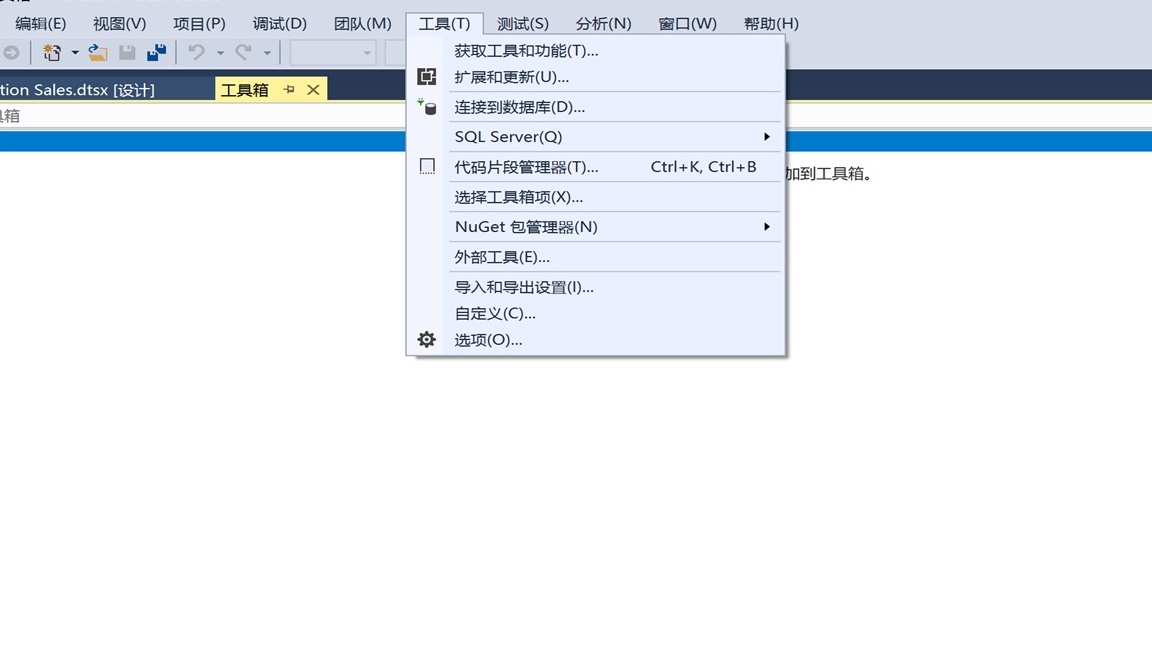 编辑(E) 视图(V) 项目(P) 调试(D) 团队(M) 工具(T) 测试(S) 分析(N) 窗口(W) 帮助(H)
tion Sales.dtsx [设计] 工具箱
具箱
加到工具箱。
获取工具和功能(T)...
扩展和更新(U)...
连接到数据库(D)...
SQL Server(Q)
代码片段管理器(T)... Ctrl+K, Ctrl+B
选择工具箱项(X)...
NuGet 包管理器(N)
外部工具(E)...
导入和导出设置(I)...
自定义(C)...
选项(O)...